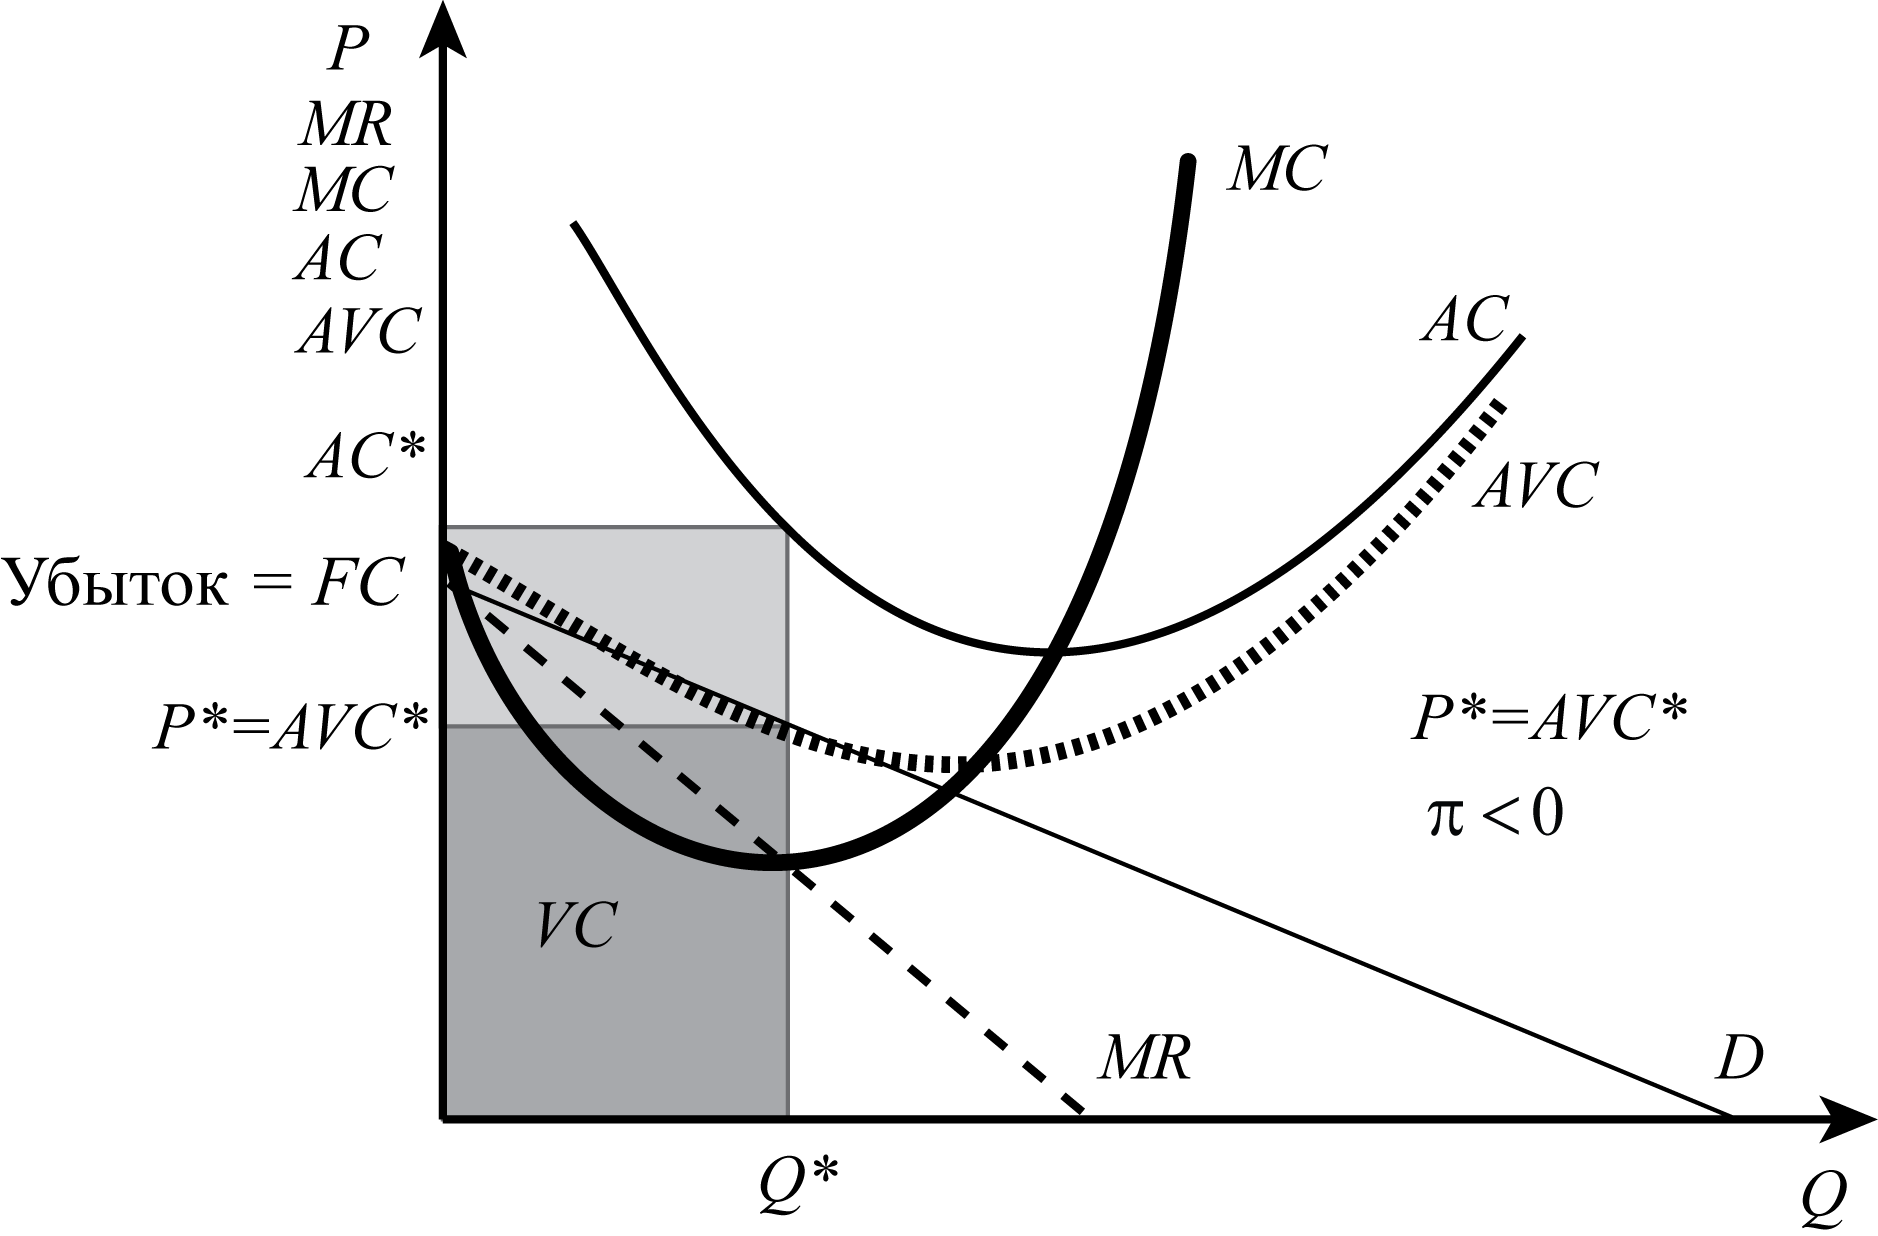 P
MR
MC
AC
AVC
AC*
Убыток = FC
P*=AVC*
MC
AC
AVC
P*=AVC*
π < 0
VC
MR
D
Q*
Q